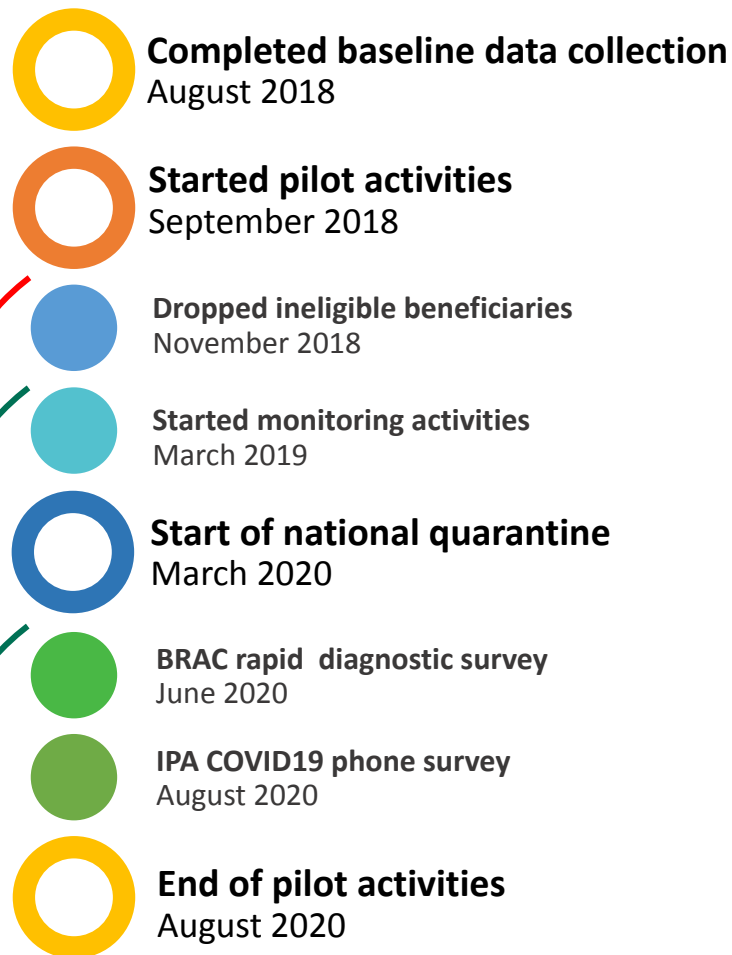 Completed baseline data collection
August 2018
Started pilot activities
September 2018
Dropped ineligible beneficiaries
November 2018
Started monitoring activities
March 2019
Start of national quarantine
March 2020
BRAC rapid  diagnostic survey
June 2020
IPA COVID19 phone survey
August 2020
End of pilot activities
August 2020